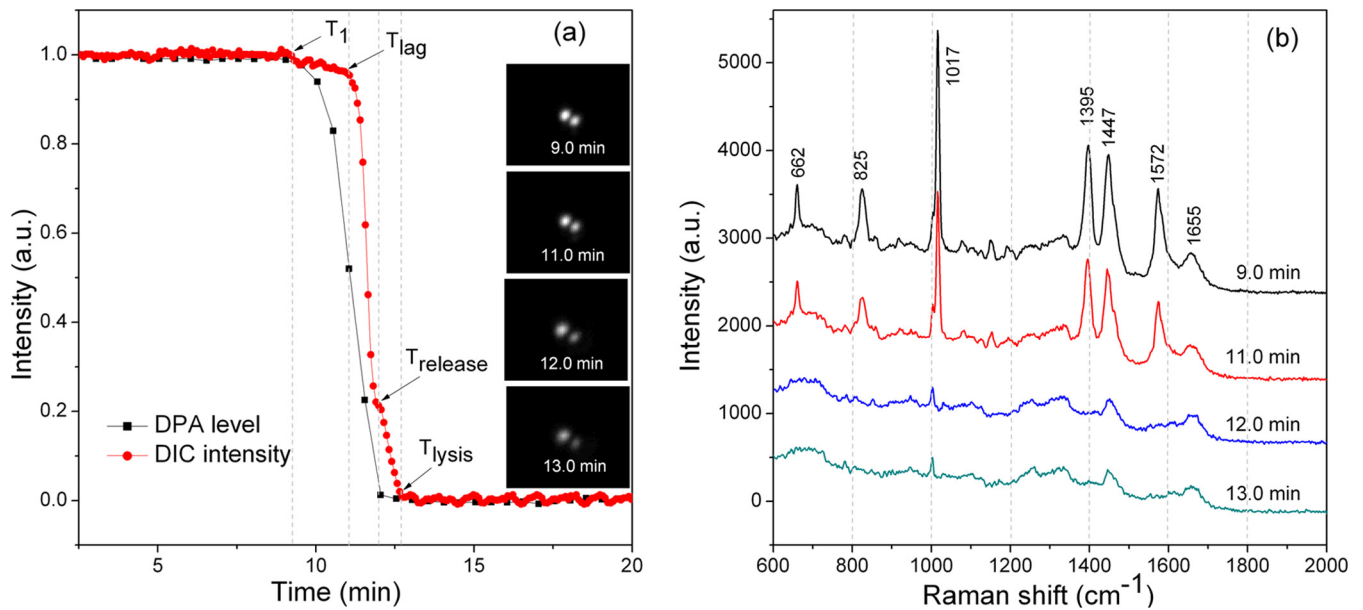 (a)
T1
Tlag
Trelease
Tlysis
9.0 min
11.0 min
12.0 min
13.0 min
DPA level
DIC intensity
1.0
0.8
0.6
0.4
0.2
0.0
5
10
15
20
Intensity (a.u.)
Time (min)
(b)
662
825
1017
1395
1447
1572
1655
9.0 min
11.0 min
12.0 min
13.0 min
5000
4000
3000
2000
1000
0
600
800
1000
1200
1400
1600
1800
2000
Intensity (a.u.)
Raman shift (cm-1)